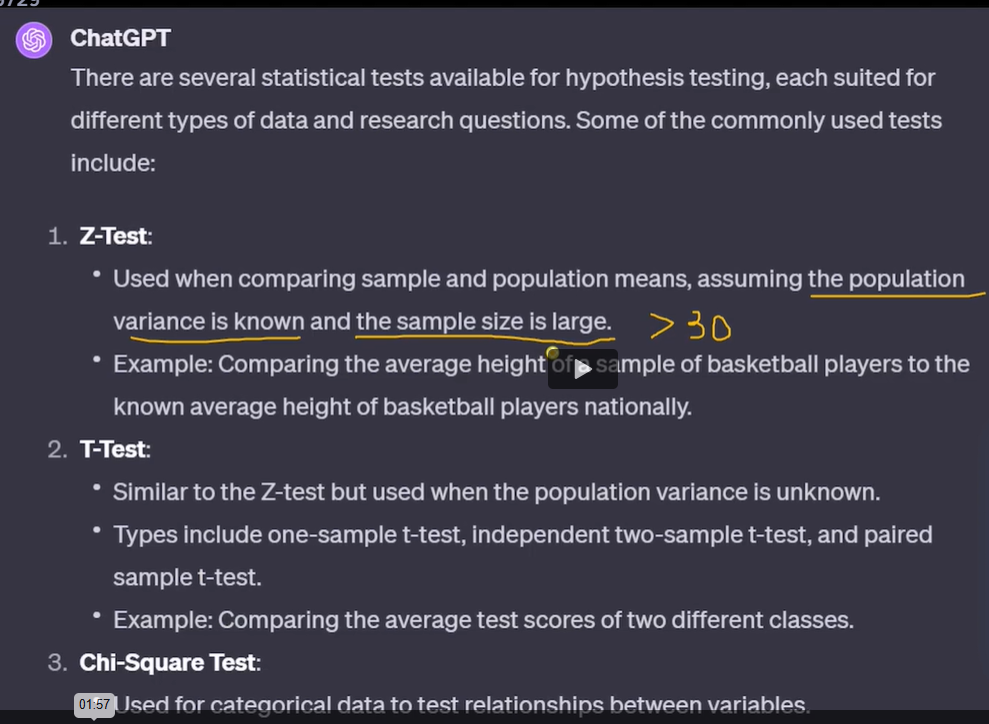 ChatGPT
There are several statistical tests available for hypothesis testing, each suited for
different types of data and research questions. Some of the commonly used tests
include:
1. Z-Test:
• Used when comparing sample and population means, assuming the population
variance is known and the sample size is large. > 30
• Example: Comparing the average height of a sample of basketball players to the
known average height of basketball players nationally.
2. T-Test:
• Similar to the Z-test but used when the population variance is unknown.
• Types include one-sample t-test, independent two-sample t-test, and paired
sample t-test.
• Example: Comparing the average test scores of two different classes.
3. Chi-Square Test:
Used for categorical data to test relationships between variables.
01:57